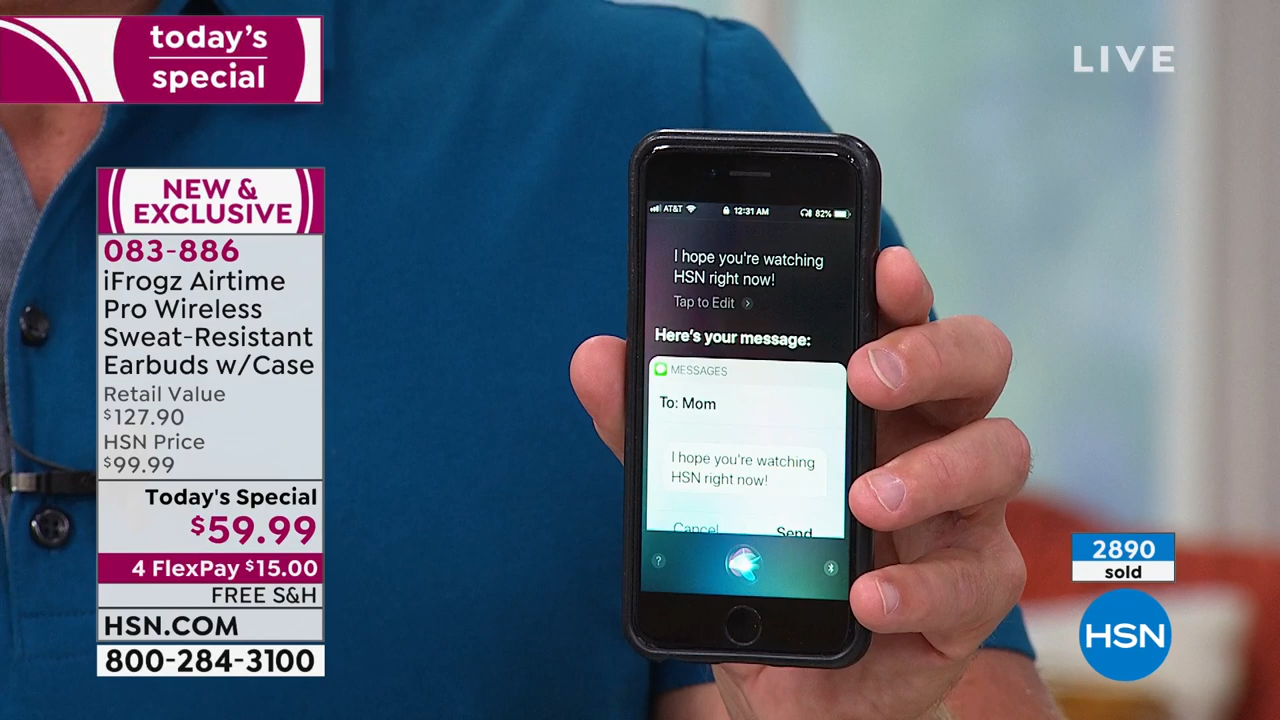 today's
special
LIVE
NEW &
EXCLUSIVE
083-886
iFrogz Airtime
Pro Wireless
Sweat-Resistant
Earbuds w/Case
Retail Value
$127.90
HSN Price
$99.99
Today's Special
$59.99
4 FlexPay $15.00
FREE S&H
HSN.COM
800-284-3100
AT&T 12:31 AM 82%
I hope you're watching
HSN right now!
Tap to Edit
Here's your message:
MESSAGES
To: Mom
I hope you're watching
HSN right now!
Cancel Send
?
2890
sold
HSN